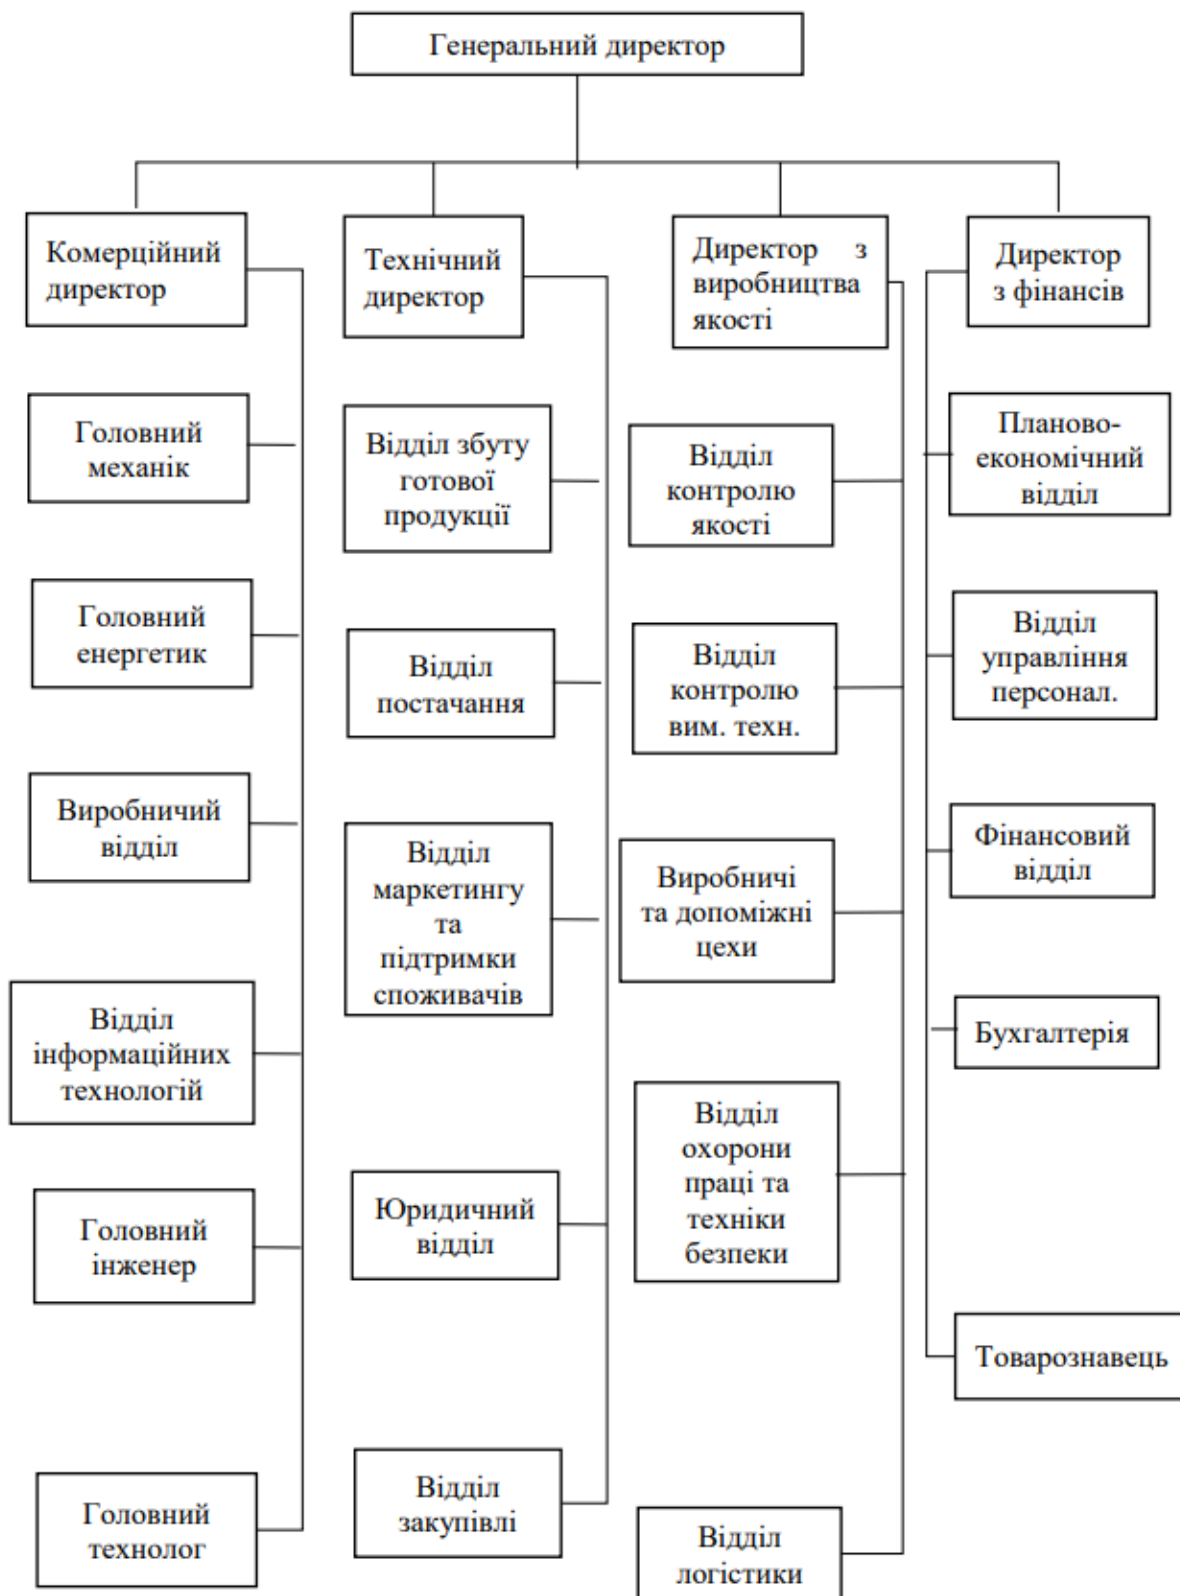 Генеральний директор
Комерційний
директор
Технічний
директор
Директор з
виробництва
якості
Директор
з фінансів
Головний
механік
Відділ збуту
готової
продукції
Відділ
контролю
якості
Планово-
економічний
відділ
Головний
енергетик
Відділ
постачання
Відділ
контролю
вим. техн.
Відділ
управління
персонал.
Виробничий
відділ
Відділ
маркетингу
та
підтримки
споживачів
Виробничі
та допоміжні
цехи
Фінансовий
відділ
Відділ
інформаційних
технологій
Бухгалтерія
Головний
інженер
Юридичний
відділ
Відділ
охорони
праці та
техніки
безпеки
Товарознавець
Головний
технолог
Відділ
закупівлі
Відділ
логістики